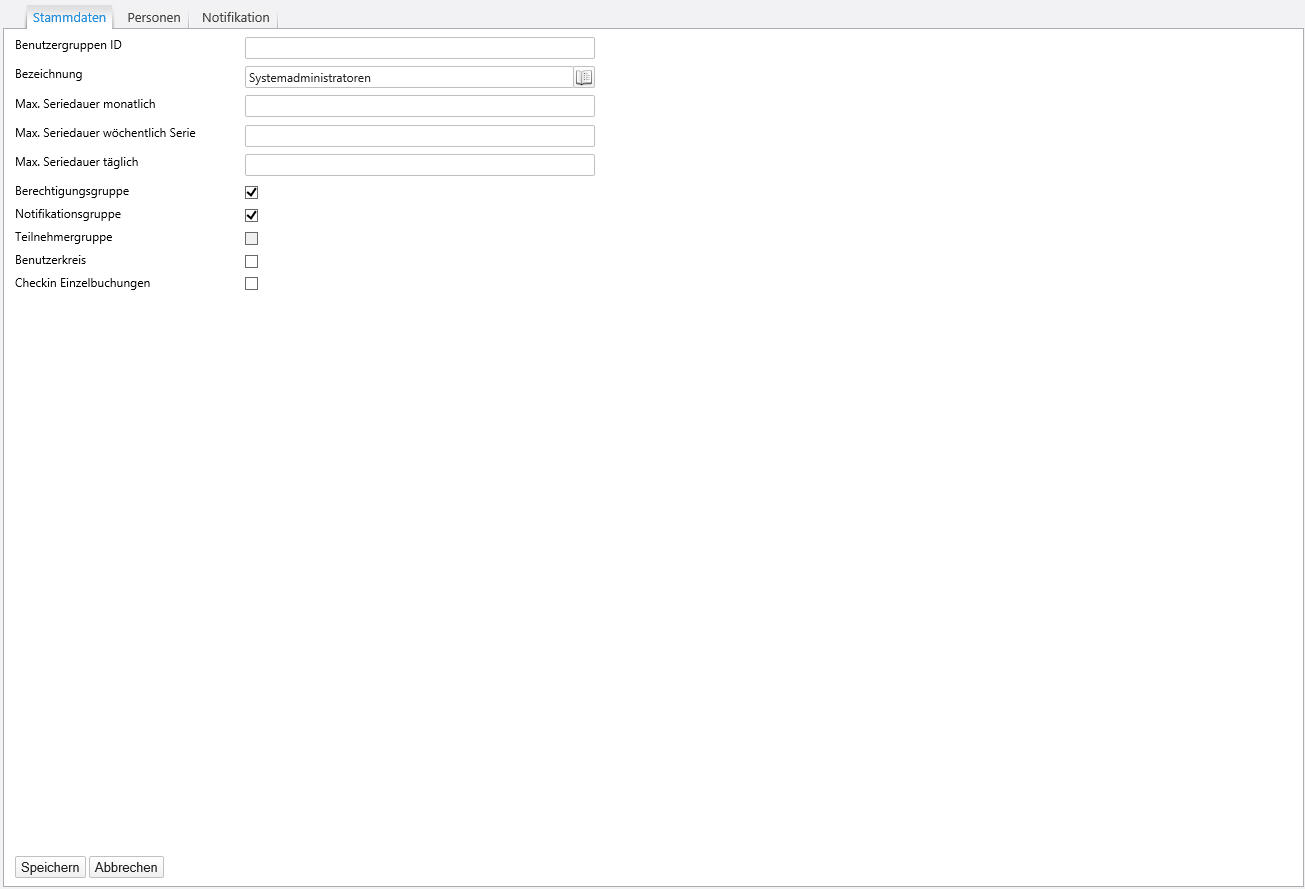 Stammdaten Personen Notifikation
Benutzergruppen ID
Bezeichnung Systemadministratoren
Max. Seriedauer monatlich
Max. Seriedauer wöchentlich Serie
Max. Seriedauer täglich
Berechtigungsgruppe
Notifikationsgruppe
Teilnehmergruppe
Benutzerkreis
Checkin Einzelbuchungen
Speichern Abbrechen